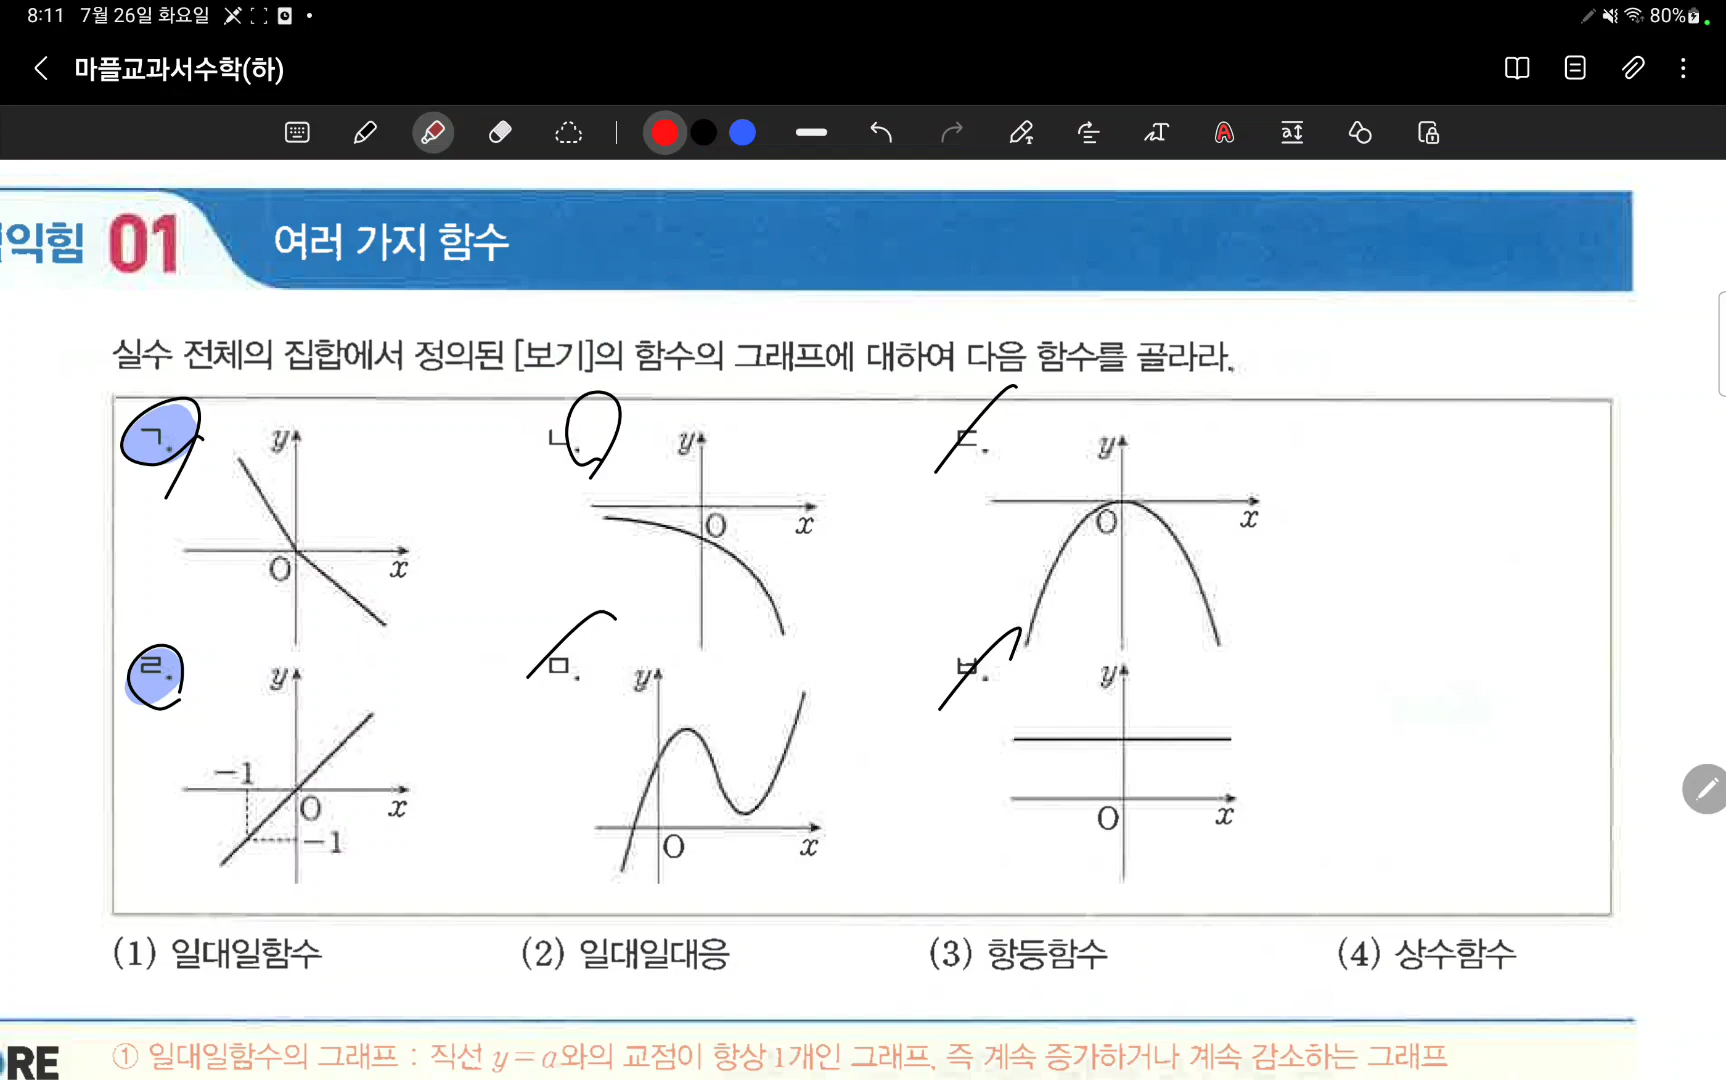 8:11 7월 26일 화요일
80%
마플교과서수학(하)
익힘 01 여러 가지 함수
실수 전체의 집합에서 정의된 [보기]의 함수의 그래프에 대하여 다음 함수를 골라라.
ㄱ. y O x
ㄴ. y O x
ㄷ. y O x
ㄹ. y -1 O x -1
ㅁ. y O x
ㅂ. y O x
(1) 일대일함수 (2) 일대일대응 (3) 항등함수 (4) 상수함수
RE ① 일대일함수의 그래프 : 직선 y=a와의 교점이 항상 1개인 그래프, 즉 계속 증가하거나 계속 감소하는 그래프